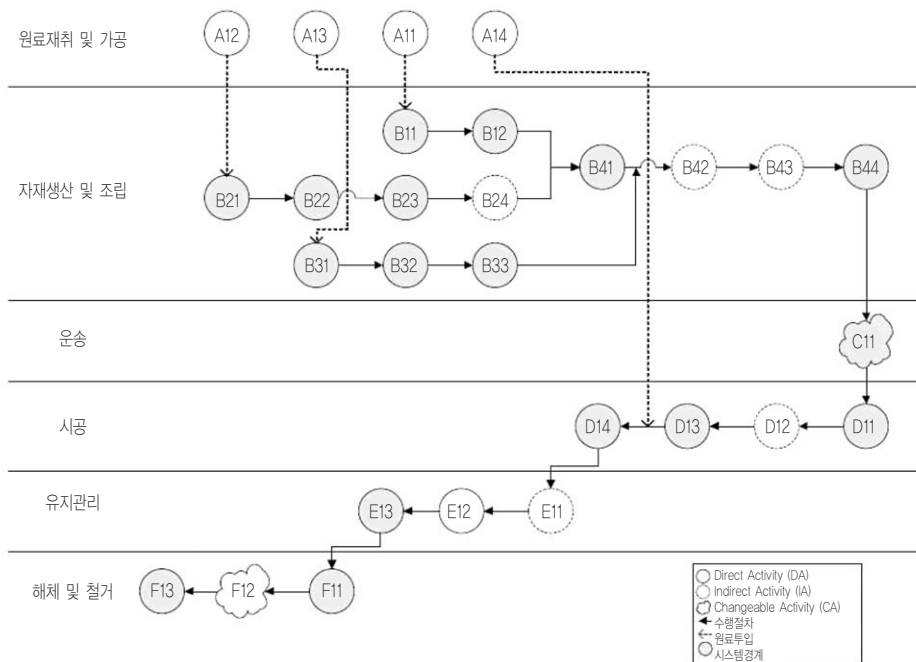 원료재취 및 가공
A12
A13
A11
A14
자재생산 및 조립
B11
B12
B41
B42
B43
B44
B21
B22
B23
B24
B31
B32
B33
운송
C11
시공
D14
D13
D12
D11
유지관리
E13
E12
E11
해체 및 철거
F13
F12
F11
Direct Activity (DA)
Indirect Activity (IA)
Changeable Activity (CA)
수행절차
원료투입
시스템경계